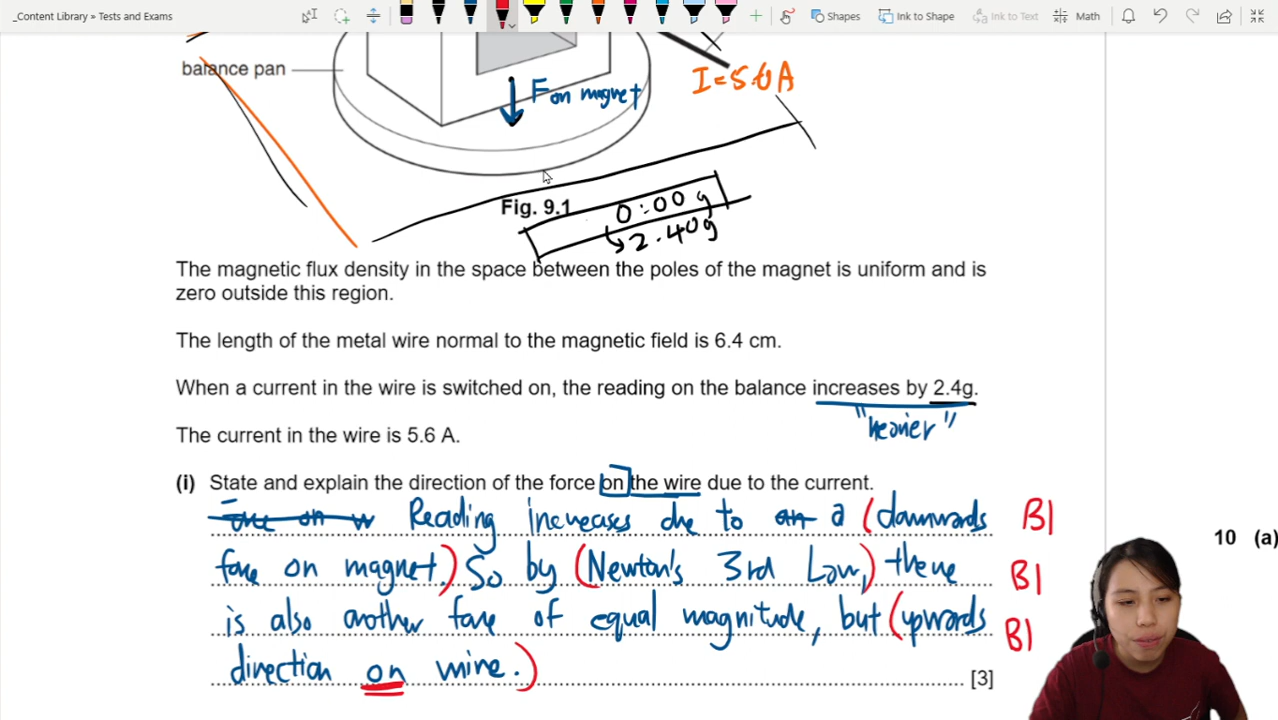 _Content Library » Tests and Exams
Shapes
Ink to Shape
Ink to Text
Math
balance pan
F on magnet
I = 5.6 A
Fig. 9.1
0.00 g
2.40g
The magnetic flux density in the space between the poles of the magnet is uniform and is
zero outside this region.
The length of the metal wire normal to the magnetic field is 6.4 cm.
When a current in the wire is switched on, the reading on the balance increases by 2.4g.
"heavier"
The current in the wire is 5.6 A.
(i) State and explain the direction of the force on the wire due to the current.
Force on w Reading increases due to an a (downwards B1
force on magnet.) So by (Newton's 3rd Law,) there B1
is also another force of equal magnitude, but (upwards B1
direction on wire.)
[3]
10 (a)